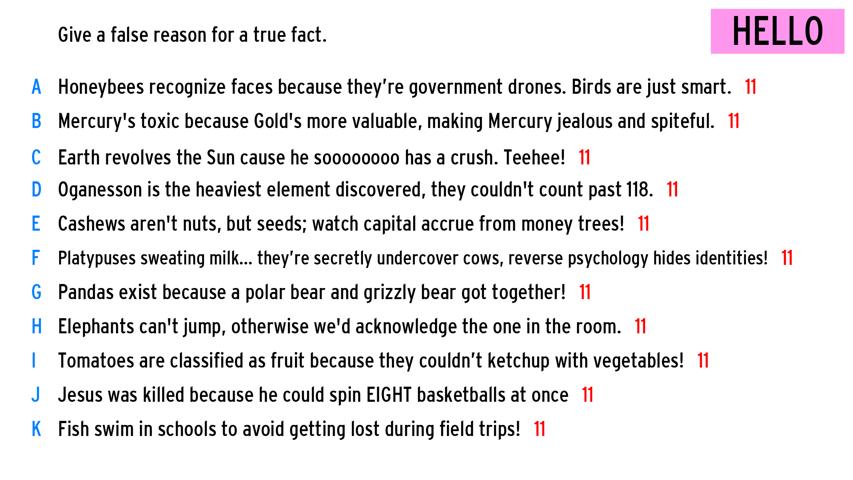 HELLO
Give a false reason for a true fact.
A Honeybees recognize faces because they’re government drones. Birds are just smart. 11
B Mercury's toxic because Gold's more valuable, making Mercury jealous and spiteful. 11
C Earth revolves the Sun cause he soooooooo has a crush. Teehee! 11
D Oganesson is the heaviest element discovered, they couldn't count past 118. 11
E Cashews aren't nuts, but seeds; watch capital accrue from money trees! 11
F Platypuses sweating milk... they’re secretly undercover cows, reverse psychology hides identities! 11
G Pandas exist because a polar bear and grizzly bear got together! 11
H Elephants can't jump, otherwise we'd acknowledge the one in the room. 11
I Tomatoes are classified as fruit because they couldn’t ketchup with vegetables! 11
J Jesus was killed because he could spin EIGHT basketballs at once 11
K Fish swim in schools to avoid getting lost during field trips! 11